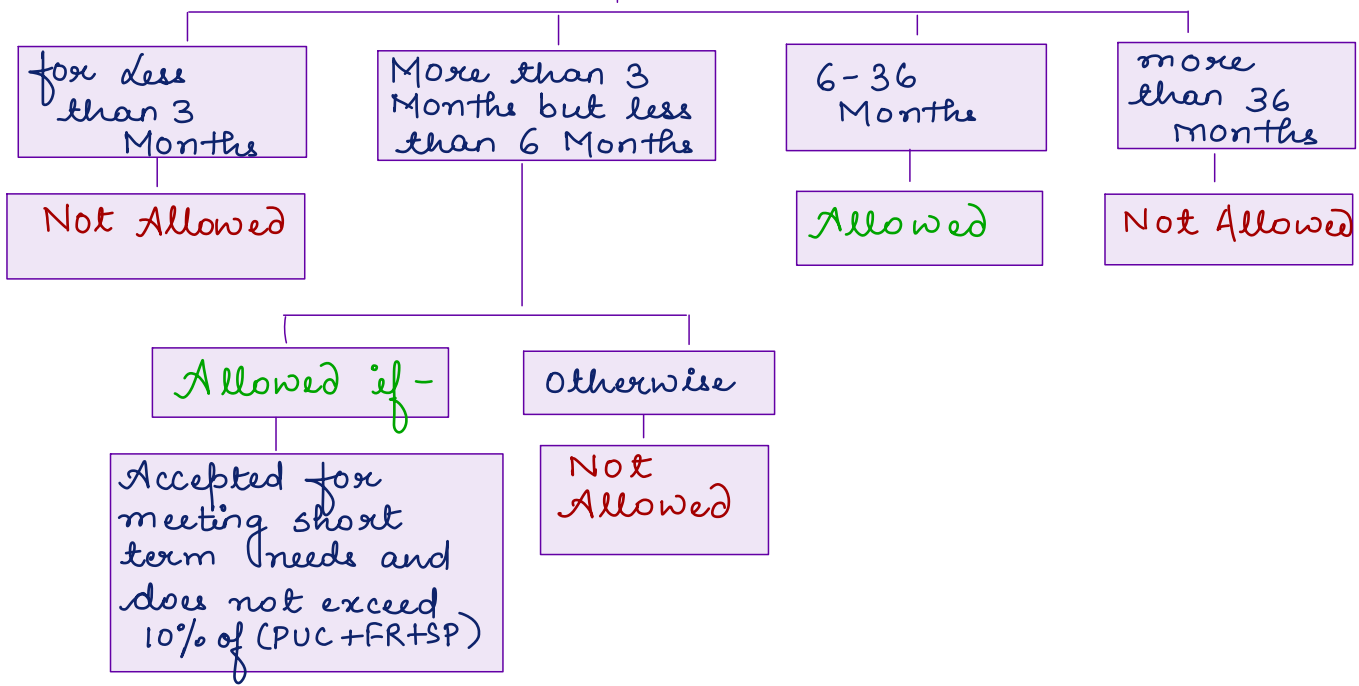 for Less
than 3
Months
More than 3
Months but less
than 6 Months
6-36
Months
more
than 36
months
Not Allowed
Allowed
Not Allowed
Allowed if -
Otherwise
Accepted for
meeting short
term needs and
does not exceed
10% of (PUC+FR+SP)
Not
Allowed